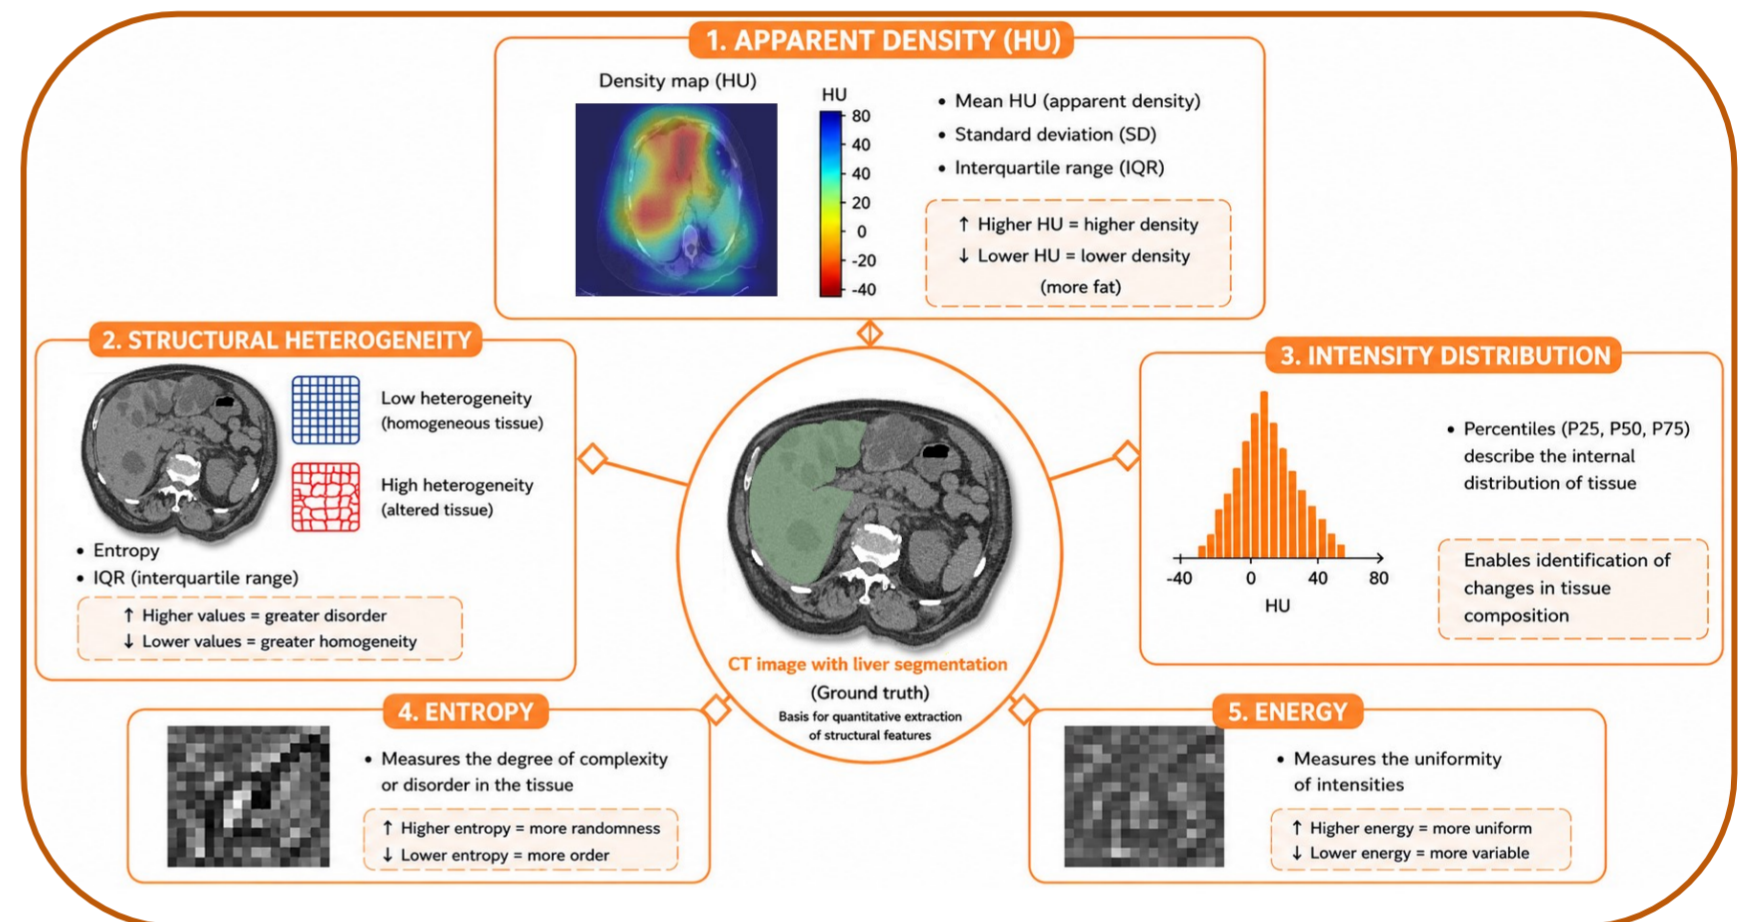 1. APPARENT DENSITY (HU)
Density map (HU)
HU
80
40
40
20
0
-20
-40
• Mean HU (apparent density)
• Standard deviation (SD)
• Interquartile range (IQR)
↑ Higher HU = higher density
↓ Lower HU = lower density
(more fat)
2. STRUCTURAL HETEROGENEITY
Low heterogeneity
(homogeneous tissue)
High heterogeneity
(altered tissue)
• Entropy
• IQR (interquartile range)
↑ Higher values = greater disorder
↓ Lower values = greater homogeneity
CT image with liver segmentation
(Ground truth)
Basis for quantitative extraction
of structural features
3. INTENSITY DISTRIBUTION
-40 0 40 80
HU
• Percentiles (P25, P50, P75)
describe the internal
distribution of tissue
Enables identification of
changes in tissue
composition
4. ENTROPY
• Measures the degree of complexity
or disorder in the tissue
↑ Higher entropy = more randomness
↓ Lower entropy = more order
5. ENERGY
• Measures the uniformity
of intensities
↑ Higher energy = more uniform
↓ Lower energy = more variable